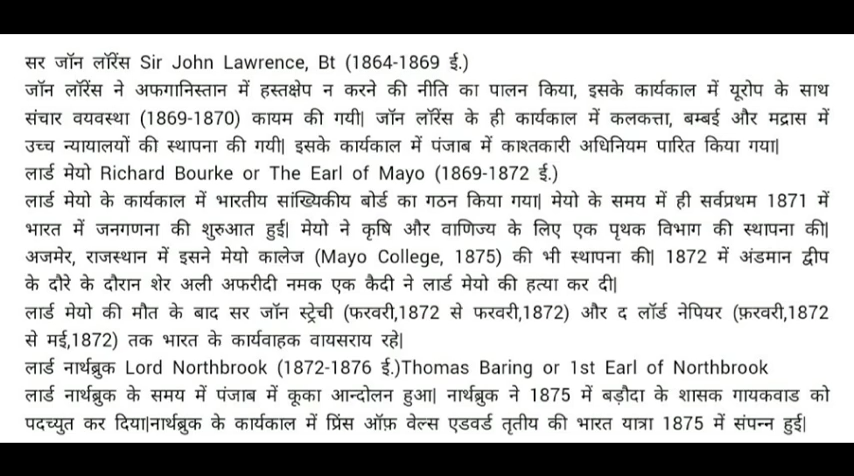 सर जॉन लॉरेंस Sir John Lawrence, Bt (1864-1869 ई.)
जॉन लॉरेंस ने अफगानिस्तान में हस्तक्षेप न करने की नीति का पालन किया, इसके कार्यकाल में यूरोप के साथ
संचार वयवस्था (1869-1870) कायम की गयी| जॉन लॉरेंस के ही कार्यकाल में कलकत्ता, बम्बई और मद्रास में
उच्च न्यायालयों की स्थापना की गयी| इसके कार्यकाल में पंजाब में काश्तकारी अधिनियम पारित किया गया|
लार्ड मेयो Richard Bourke or The Earl of Mayo (1869-1872 ई.)
लार्ड मेयो के कार्यकाल में भारतीय सांख्यिकीय बोर्ड का गठन किया गया| मेयो के समय में ही सर्वप्रथम 1871 में
भारत में जनगणना की शुरुआत हुई| मेयो ने कृषि और वाणिज्य के लिए एक पृथक विभाग की स्थापना की|
अजमेर, राजस्थान में इसने मेयो कालेज (Mayo College, 1875) की भी स्थापना की| 1872 में अंडमान द्वीप
के दौरे के दौरान शेर अली अफरीदी नमक एक कैदी ने लार्ड मेयो की हत्या कर दी|
लार्ड मेयो की मौत के बाद सर जॉन स्ट्रेची (फरवरी,1872 से फरवरी,1872) और द लॉर्ड नेपियर (फ़रवरी,1872
से मई,1872) तक भारत के कार्यवाहक वायसराय रहे|
लार्ड नार्थब्रुक Lord Northbrook (1872-1876 ई.)Thomas Baring or 1st Earl of Northbrook
लार्ड नार्थब्रुक के समय में पंजाब में कूका आन्दोलन हुआ| नार्थब्रुक ने 1875 में बड़ौदा के शासक गायकवाड को
पदच्युत कर दिया|नार्थब्रुक के कार्यकाल में प्रिंस ऑफ़ वेल्स एडवर्ड तृतीय की भारत यात्रा 1875 में संपन्न हुई|